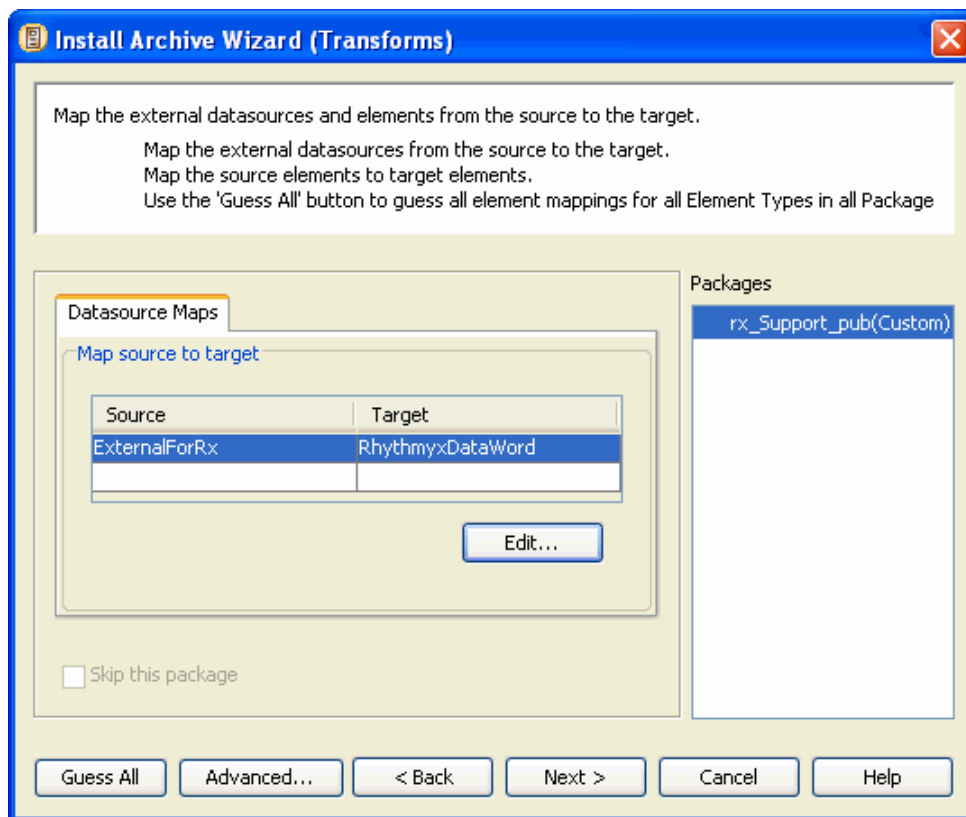 Install Archive Wizard (Transforms)
Map the external datasources and elements from the source to the target.
Map the external datasources from the source to the target.
Map the source elements to target elements.
Use the 'Guess All' button to guess all element mappings for all Element Types in all Package
Packages
Datasource Maps
rx_Support_pub(Custom)
Map source to target
Source Target
ExternalForRx RhythmyxDataWord
Edit...
Skip this package
Guess All Advanced... < Back Next > Cancel Help